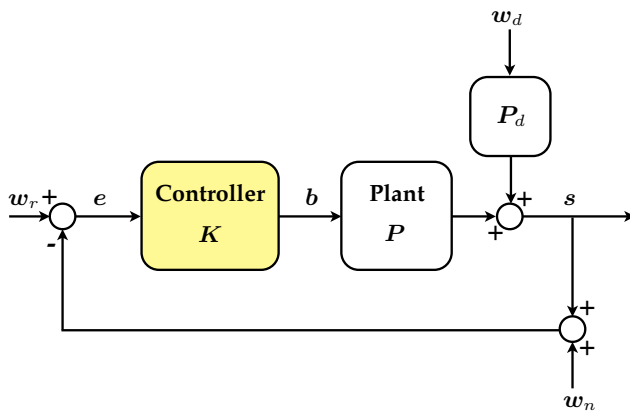 w_d
P_d
w_r + e Controller b Plant + s
K P +
-
+
+
w_n